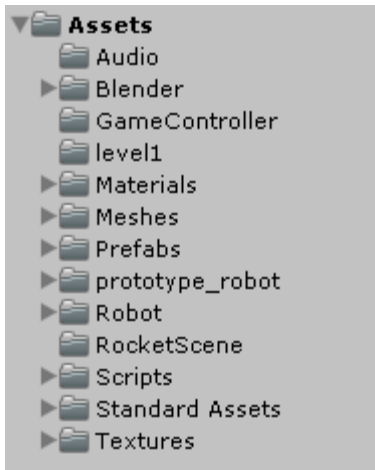 Assets
Audio
Blender
GameController
level1
Materials
Meshes
Prefabs
prototype_robot
Robot
RocketScene
Scripts
Standard Assets
Textures